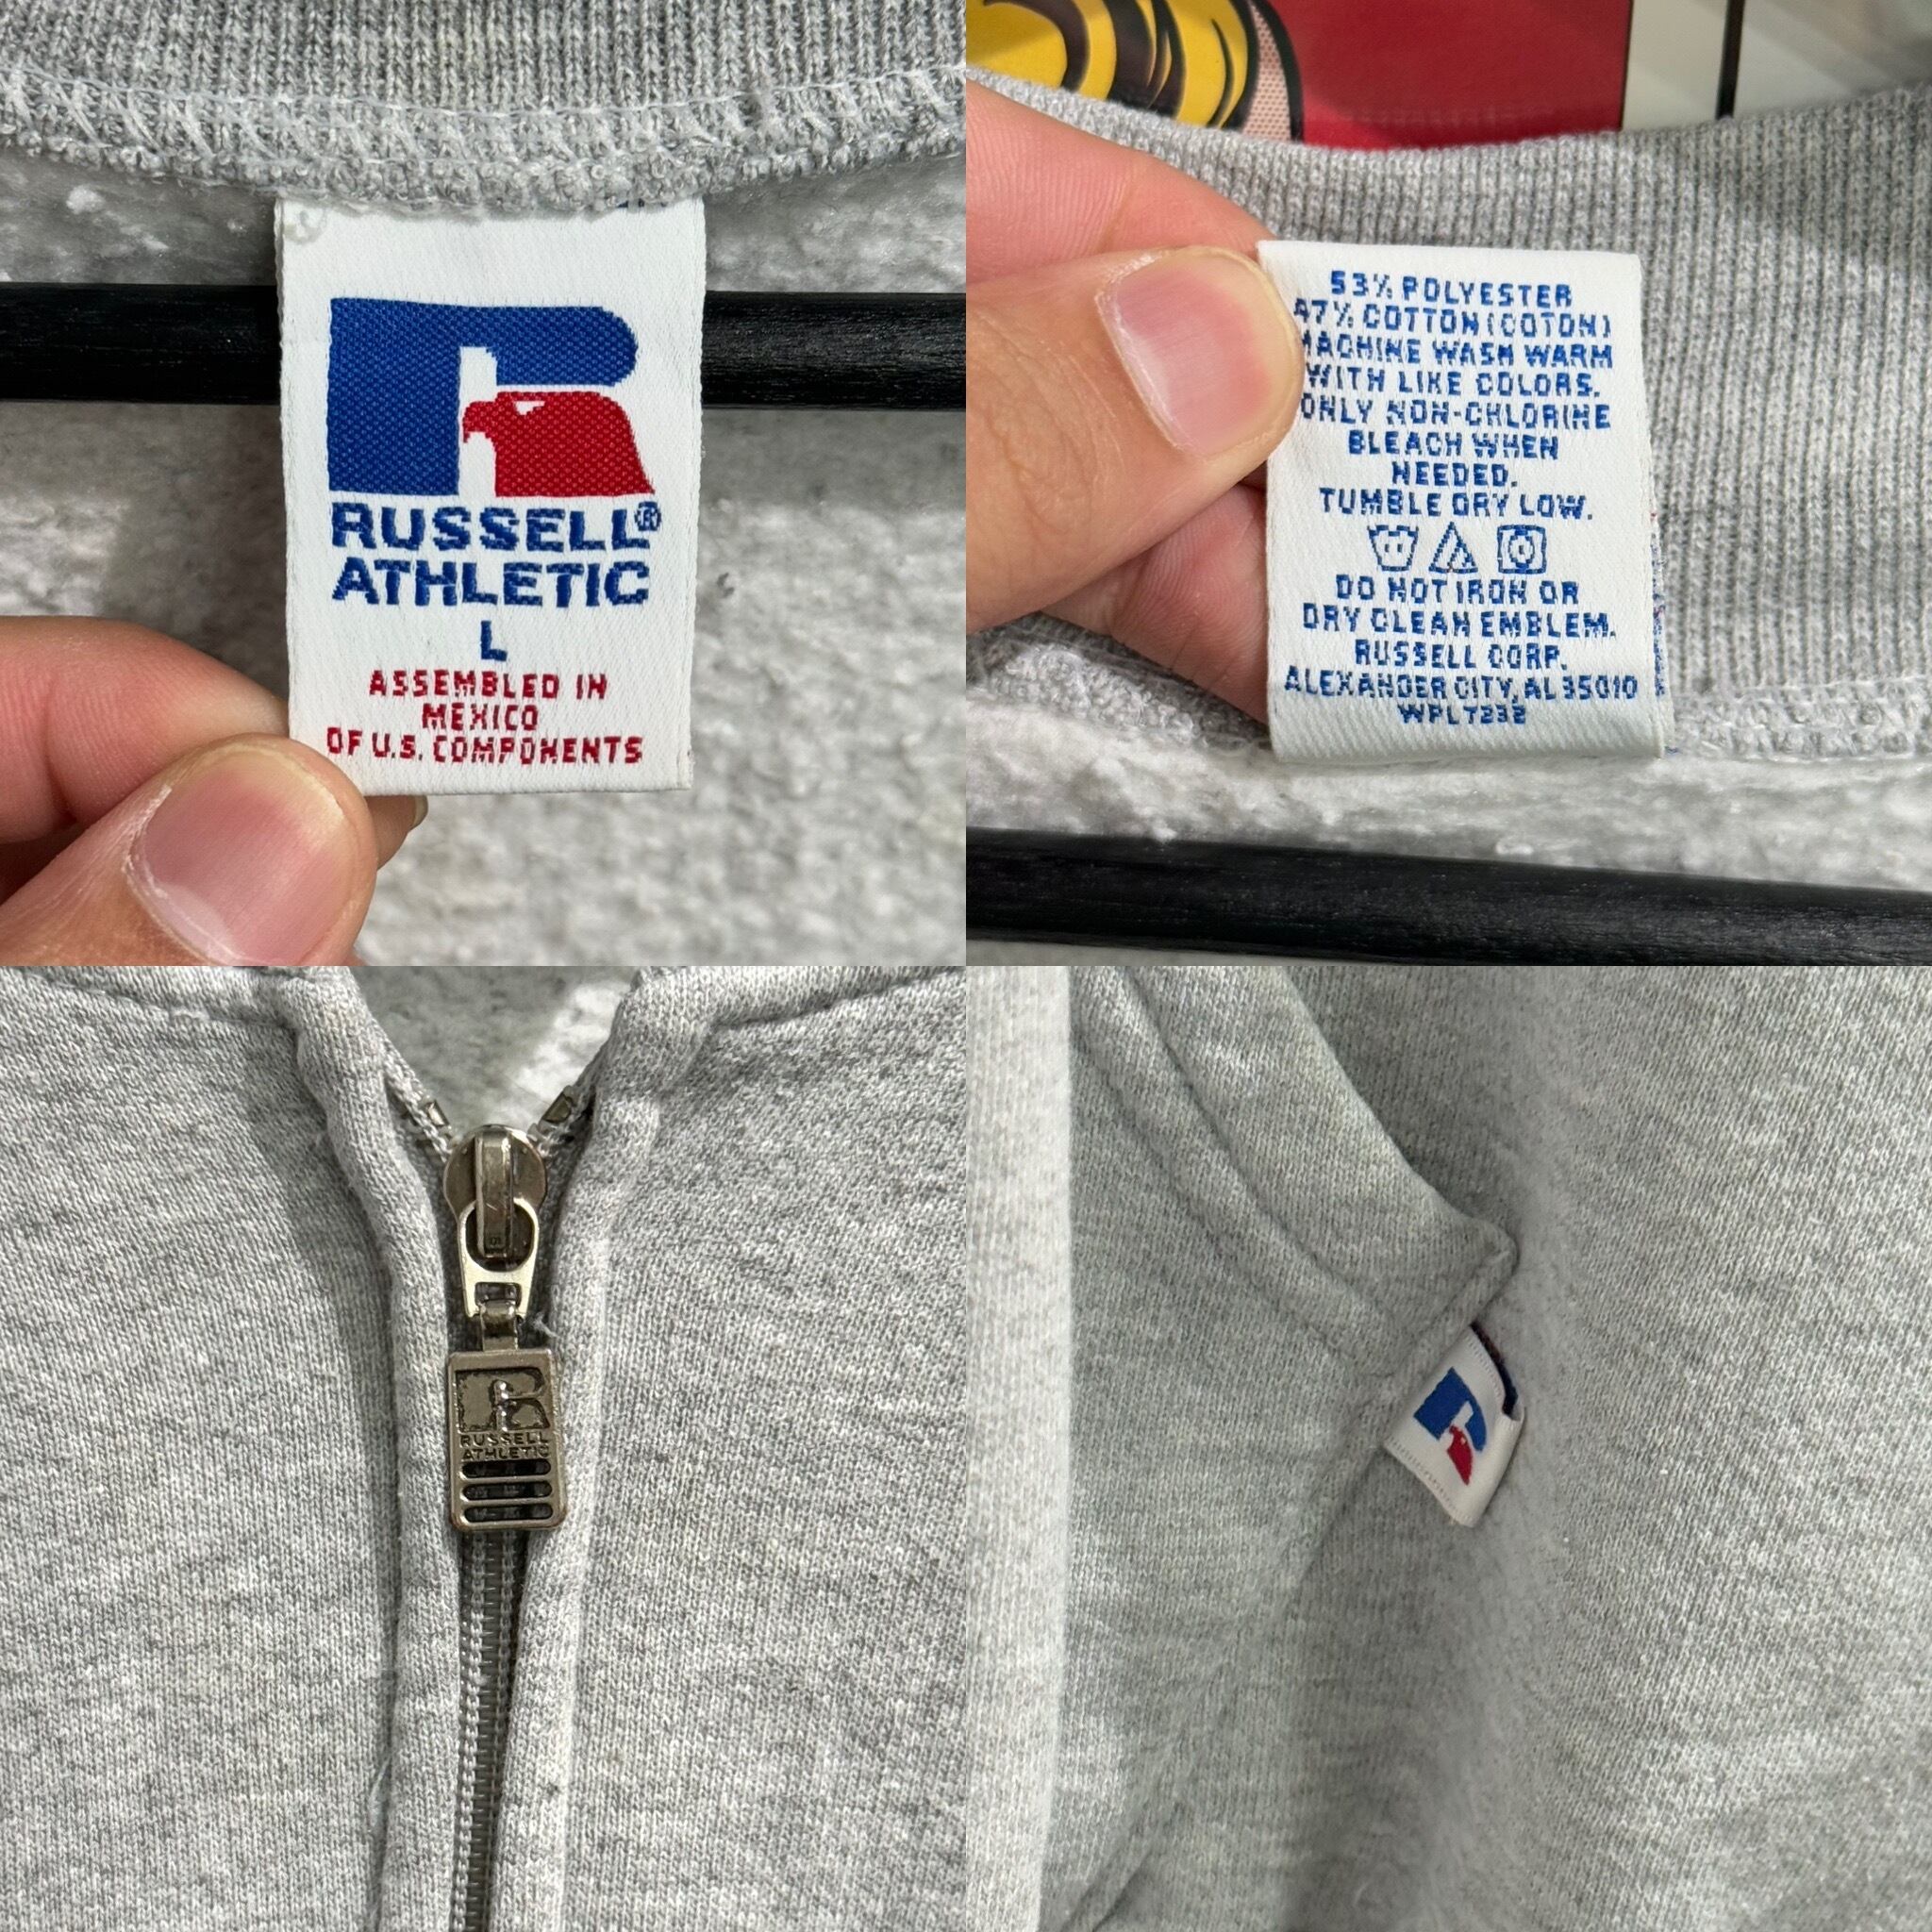 RUSSELL®
ATHLETIC
L
ASSEMBLED IN
MEXICO
OF U.S. COMPONENTS
53% POLYESTER
47% COTTON (COTON)
MACHINE WASH WARM
WITH LIKE COLORS.
ONLY NON-CHLORINE
BLEACH WHEN
NEEDED.
TUMBLE DRY LOW.
DO NOT IRON OR
DRY CLEAN EMBLEM.
RUSSELL CORP.
ALEXANDER CITY, AL 35010
WPLT232
RUSSELL
ATHLETIC